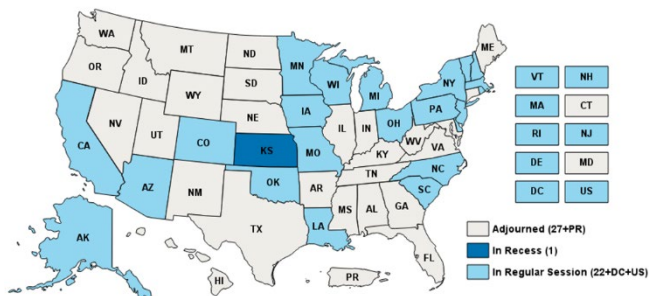 WA
MT
ND
MN
ME
OR
ID
SD
WI
NY
WY
MI
VT
NH
NE
IA
PA
MA
CT
NV
UT
CO
KS
MO
IL
IN
OH
WV
VA
RI
NJ
CA
KY
DE
MD
AZ
NM
OK
AR
TN
NC
SC
DC
US
TX
LA
MS
AL
GA
AK
FL
HI
PR
Adjourned (27+PR)
In Recess (1)
In Regular Session (22+DC+US)